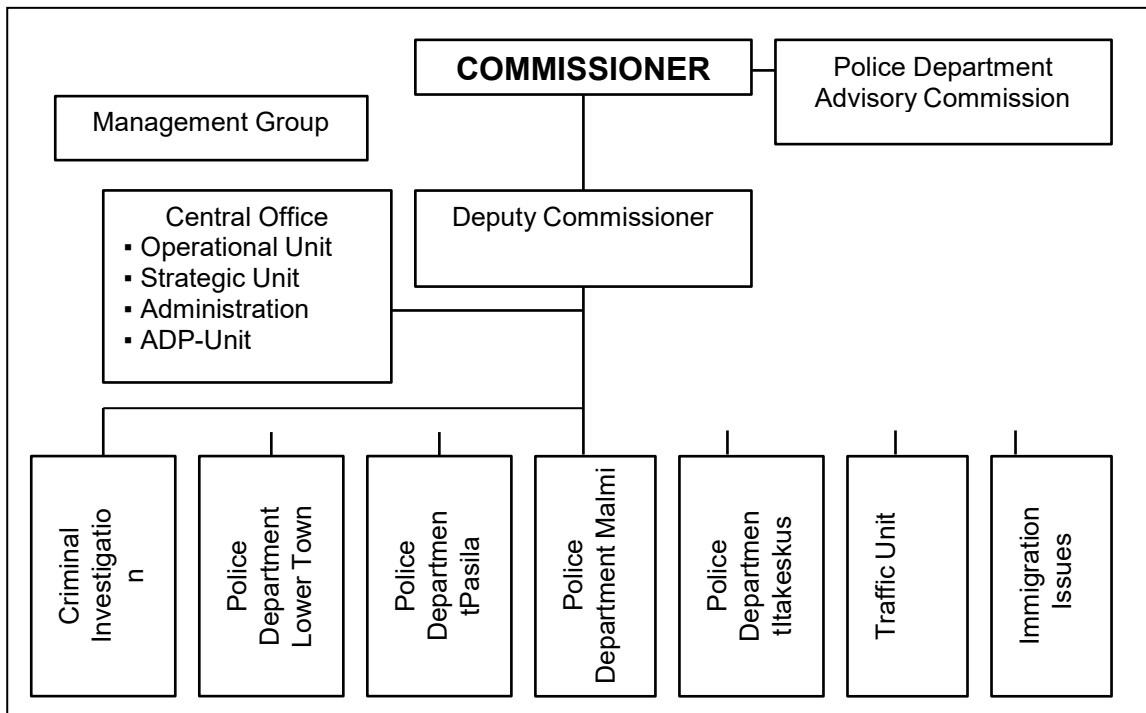 COMMISSIONER
Police Department
Advisory Commission
Management Group
Central Office
▪ Operational Unit
▪ Strategic Unit
▪ Administration
▪ ADP-Unit
Deputy Commissioner
Criminal
Investigatio
n
Police
Department
Lower Town
Police
Departmen
tPasila
Police
Department Malmi
Police
Departmen
tItakeskus
Traffic Unit
Immigration
Issues